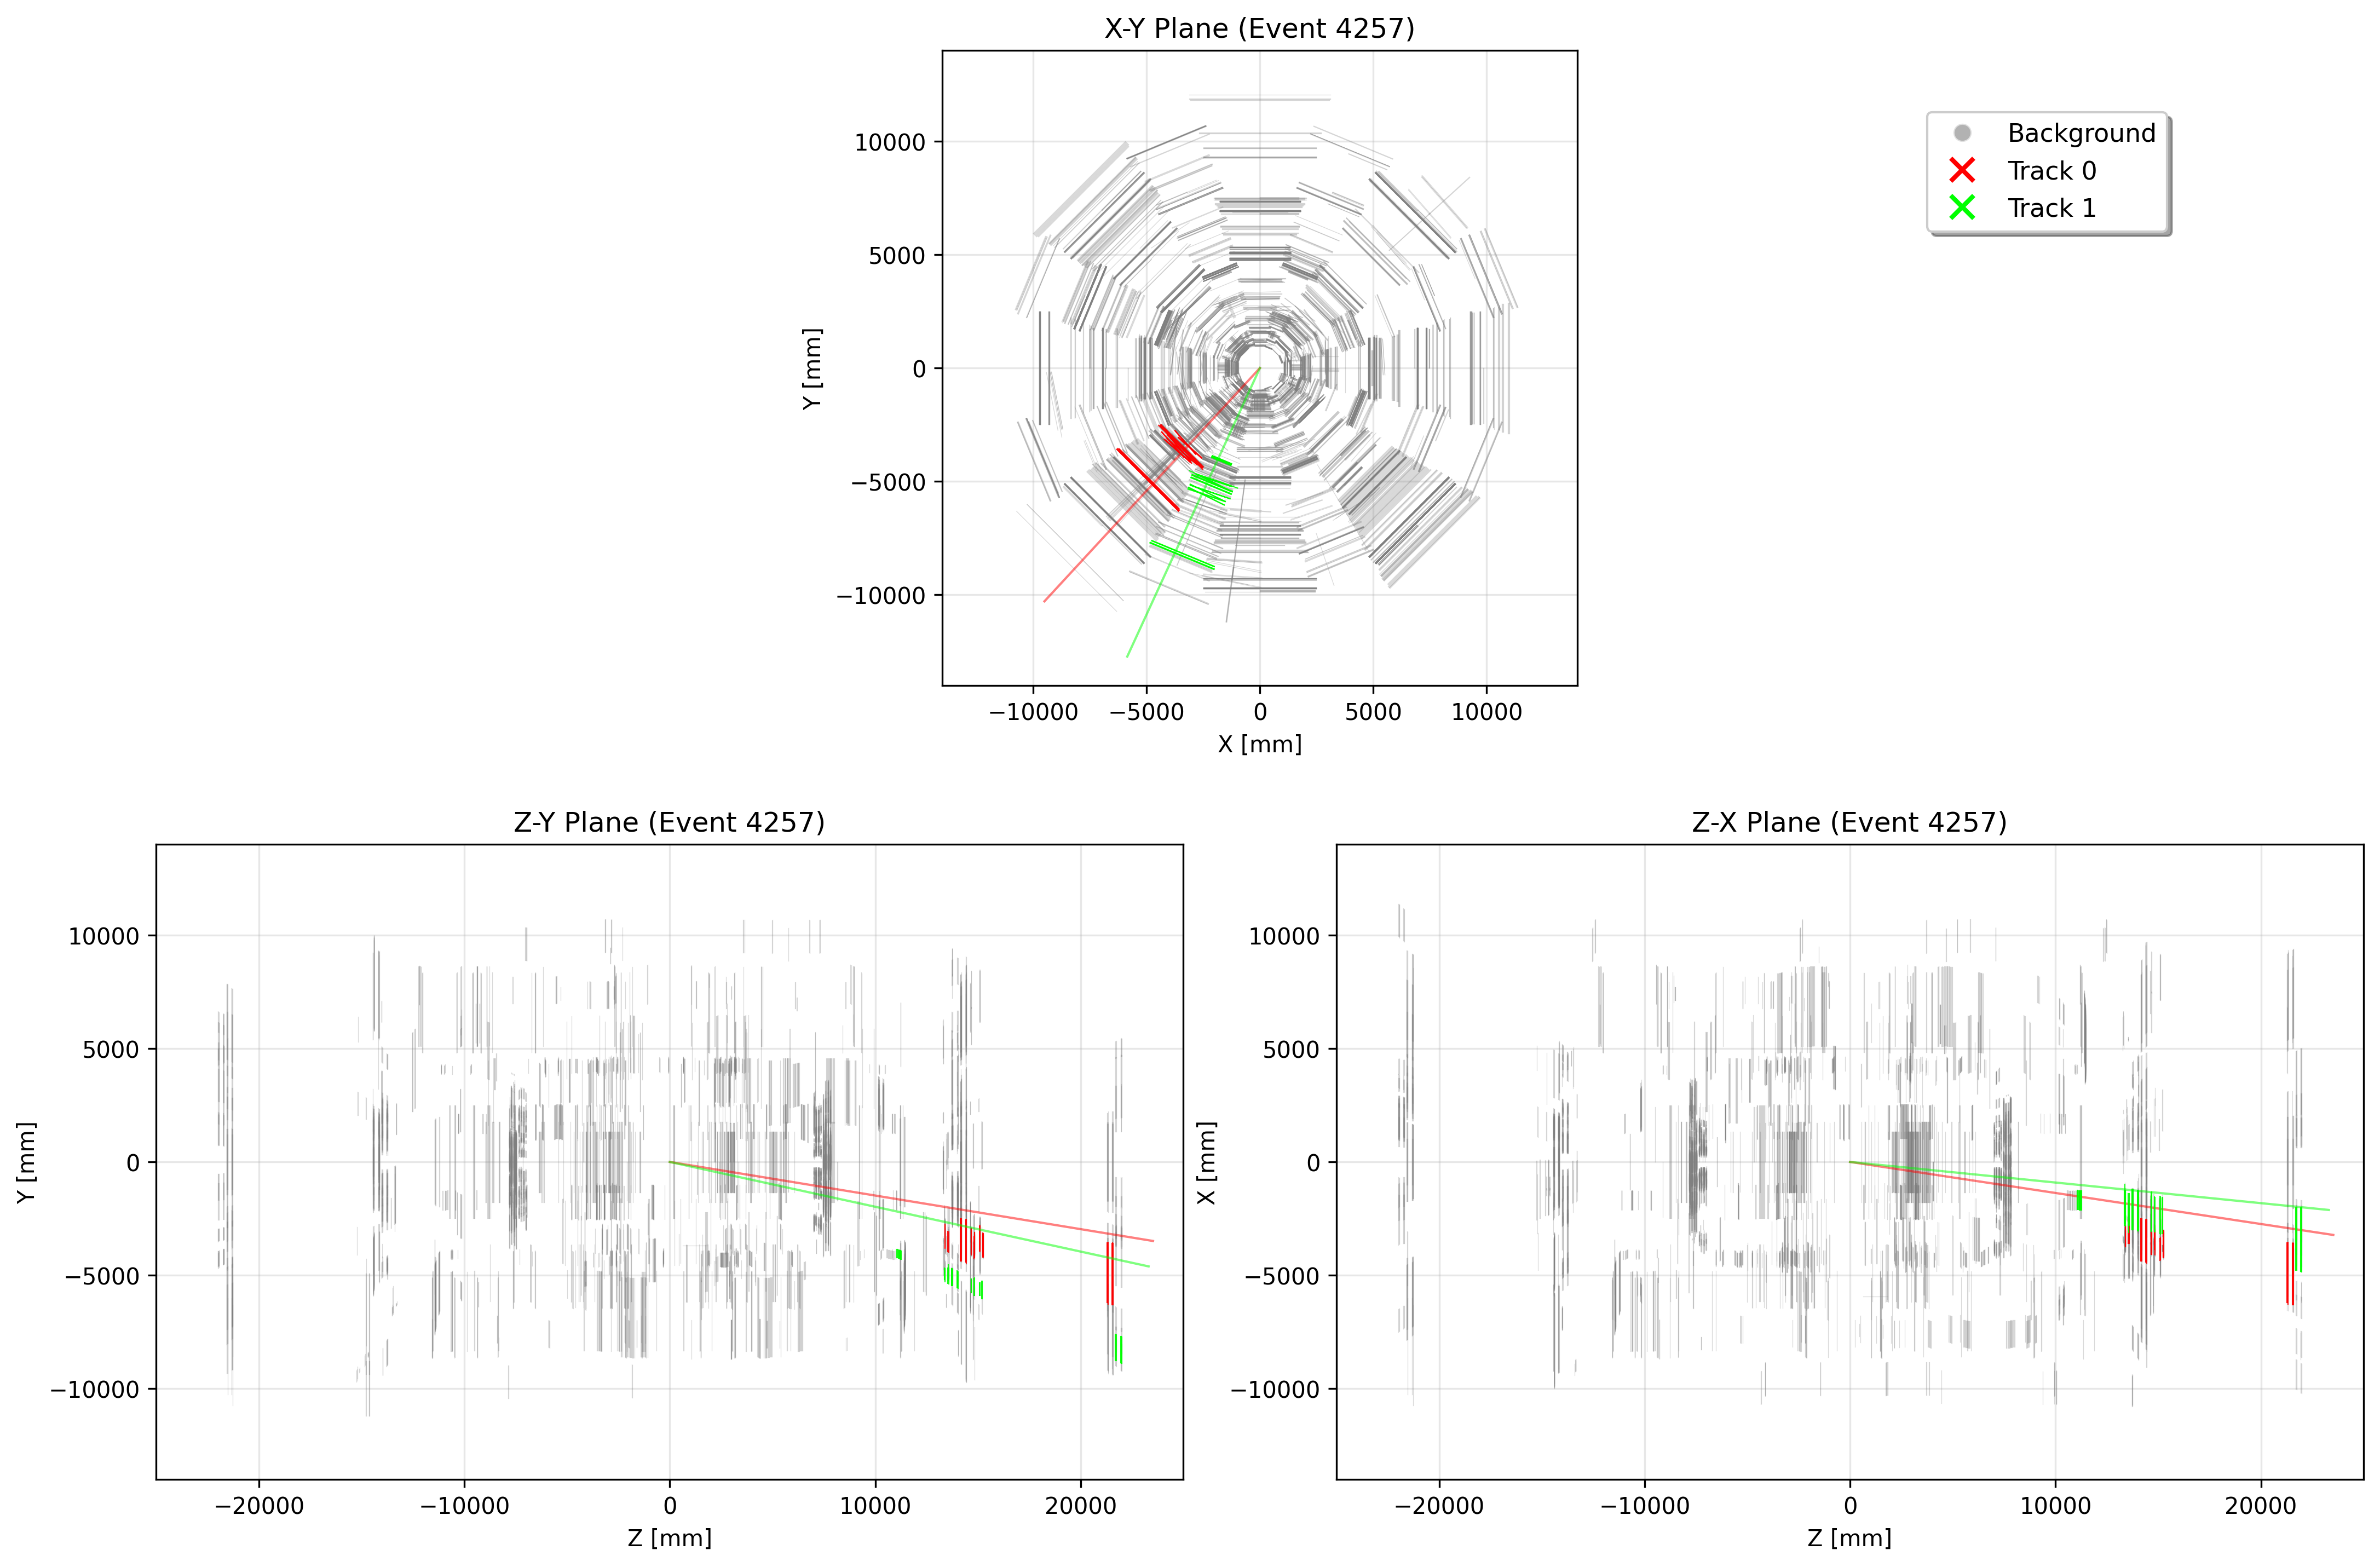 X-Y Plane (Event 4257)
10000
5000
0
−5000
−10000
Y [mm]
−10000 −5000 0 5000 10000
X [mm]
Background
Track 0
Track 1
Z-Y Plane (Event 4257)
10000
5000
0
−5000
−10000
Y [mm]
−20000 −10000 0 10000 20000
Z [mm]
Z-X Plane (Event 4257)
10000
5000
0
−5000
−10000
X [mm]
−20000 −10000 0 10000 20000
Z [mm]